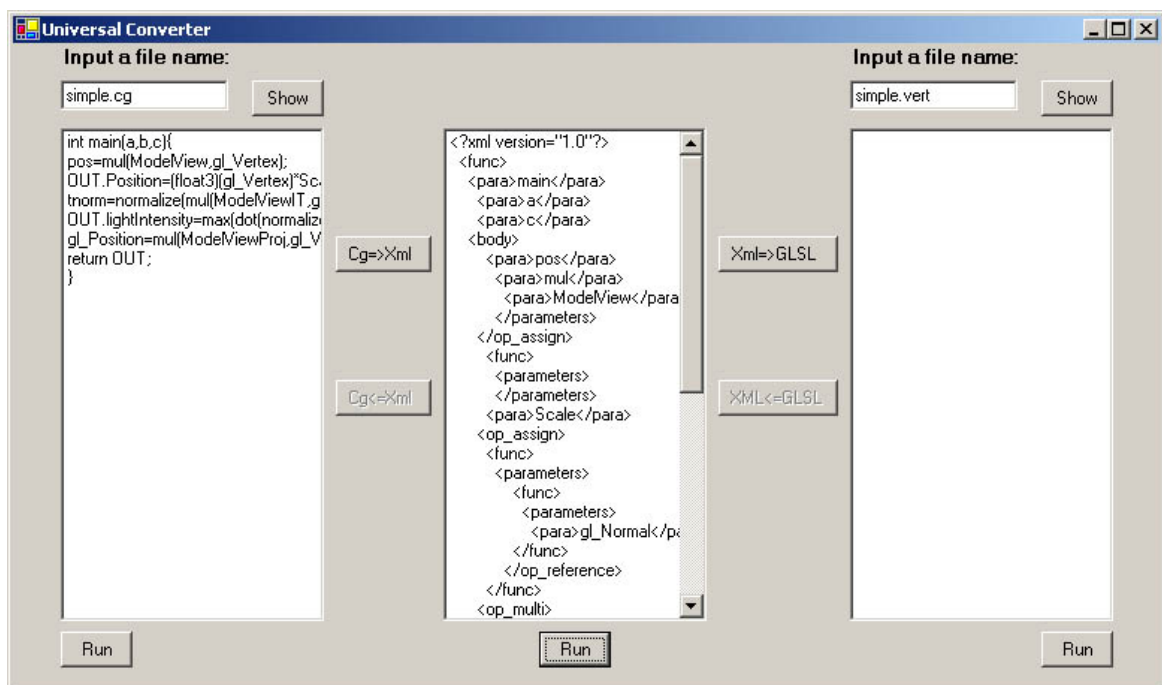 Universal Converter
Input a file name:
simple.cg
Show
int main(a,b,c){
pos=mul(ModelView,gl_Vertex);
OUT.Position=(float3)(gl_Vertex)*Sca
tnorm=normalize(mul(ModelViewIT,g
OUT.lightIntensity=max(dot(normalize
gl_Position=mul(ModelViewProj,gl_V
return OUT;
}
Run
Cg=>Xml
Cg<=Xml
<?xml version="1.0"?>
<func>
<para>main</para>
<para>a</para>
<para>c</para>
<body>
<para>pos</para>
<para>mul</para>
<para>ModelView</para
</parameters>
</op_assign>
<func>
<parameters>
</parameters>
<para>Scale</para>
<op_assign>
<func>
<parameters>
<func>
<parameters>
<para>gl_Normal</pa
</func>
</op_reference>
</func>
<op_multi>
Run
Xml=>GLSL
XML<=GLSL
Input a file name:
simple.vert
Show
Run